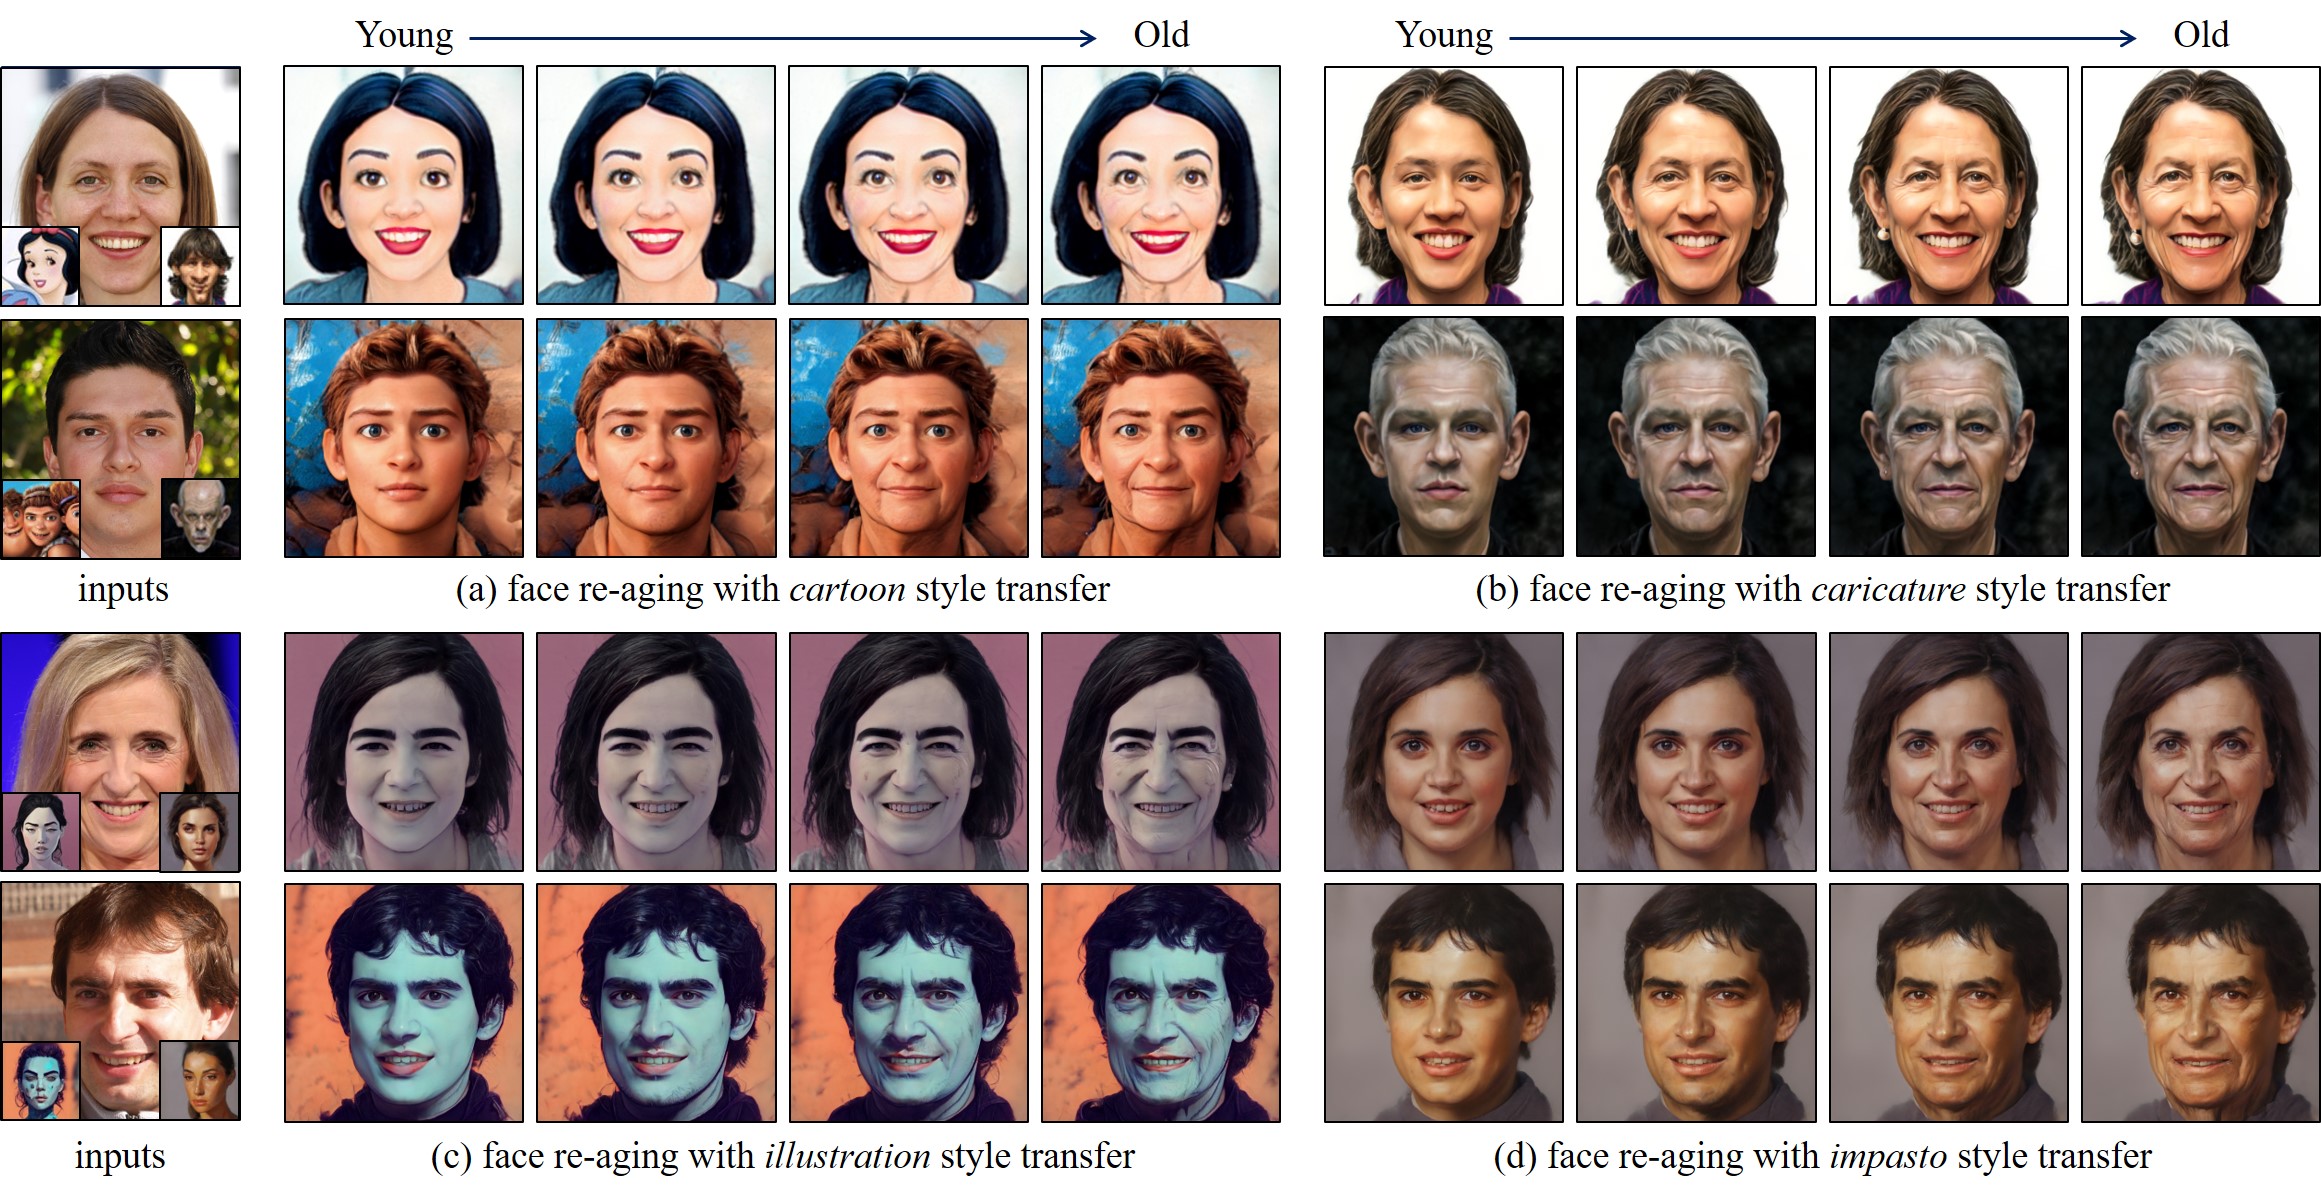 Young Old Young Old
inputs (a) face re-aging with cartoon style transfer (b) face re-aging with caricature style transfer
inputs (c) face re-aging with illustration style transfer (d) face re-aging with impasto style transfer